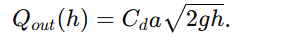 Q_{out}(h) = C_d a \sqrt{2gh}.